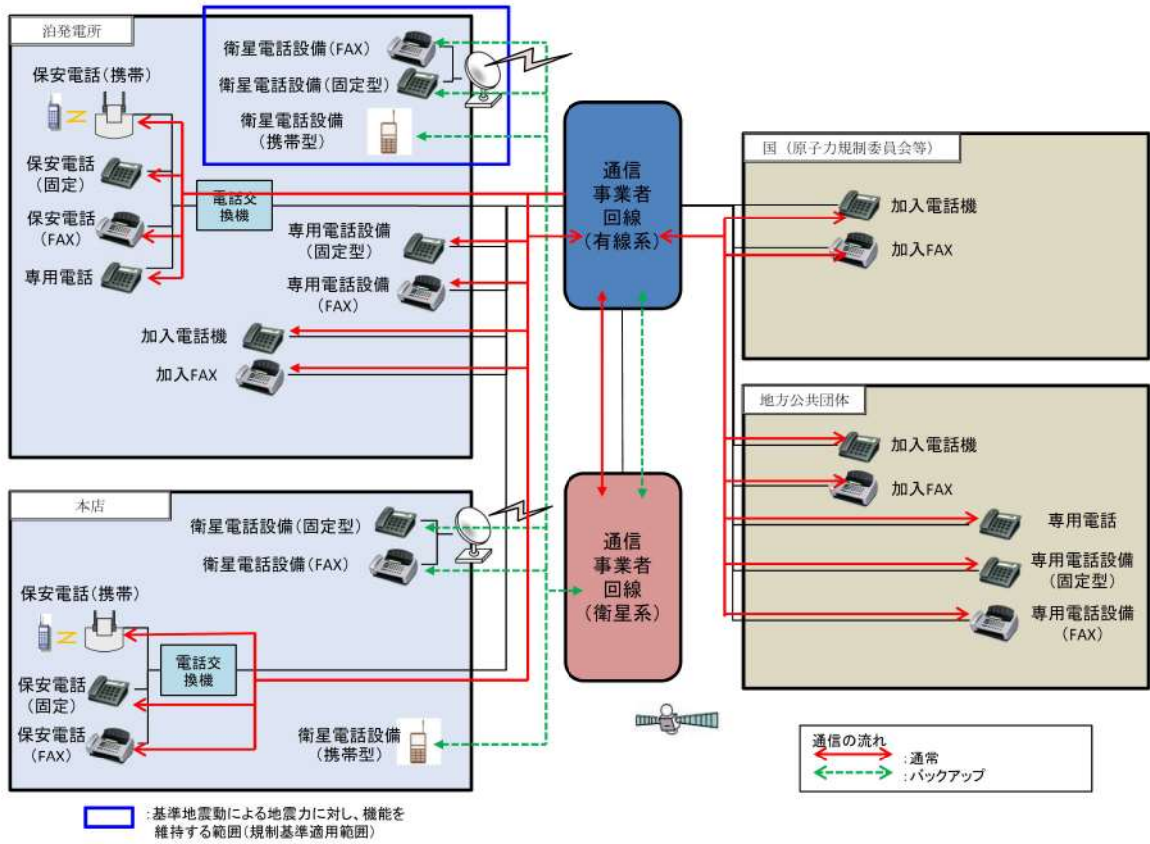 泊発電所
衛星電話設備(FAX)
衛星電話設備(固定型)
衛星電話設備
(携帯型)
保安電話(携帯)
保安電話
(固定)
保安電話
(FAX)
専用電話
電話交
換機
専用電話設備
(固定型)
専用電話設備
(FAX)
加入電話機
加入FAX
通信
事業者
回線
(有線系)
国（原子力規制委員会等）
加入電話機
加入FAX
地方公共団体
加入電話機
加入FAX
専用電話
専用電話設備
(固定型)
専用電話設備
(FAX)
本店
衛星電話設備(固定型)
衛星電話設備(FAX)
保安電話(携帯)
電話交
換機
保安電話
(固定)
保安電話
(FAX)
衛星電話設備
(携帯型)
通信
事業者
回線
(衛星系)
通信の流れ
:通常
:バックアップ
:基準地震動による地震力に対し、機能を
維持する範囲(規制基準適用範囲)